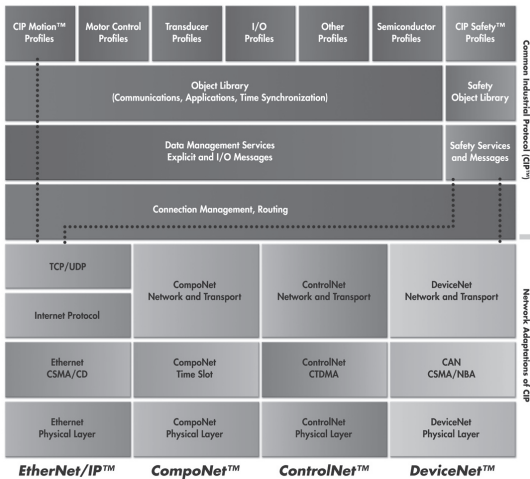 CIP Motion™
Profiles
Motor Control
Profiles
Transducer
Profiles
I/O
Profiles
Other
Profiles
Semiconductor
Profiles
CIP Safety™
Profiles
Object Library
(Communications, Applications, Time Synchronization)
Safety
Object Library
Data Management Services
Explicit and I/O Messages
Safety Services
and Messages
Connection Management, Routing
Common Industrial Protocol (CIP™)
TCP/UDP
Internet Protocol
CompoNet
Network and Transport
ControlNet
Network and Transport
DeviceNet
Network and Transport
Ethernet
CSMA/CD
CompoNet
Time Slot
ControlNet
CTDMA
CAN
CSMA/NBA
Ethernet
Physical Layer
CompoNet
Physical Layer
ControlNet
Physical Layer
DeviceNet
Physical Layer
Network Adaptations of CIP
EtherNet/IP™
CompoNet™
ControlNet™
DeviceNet™